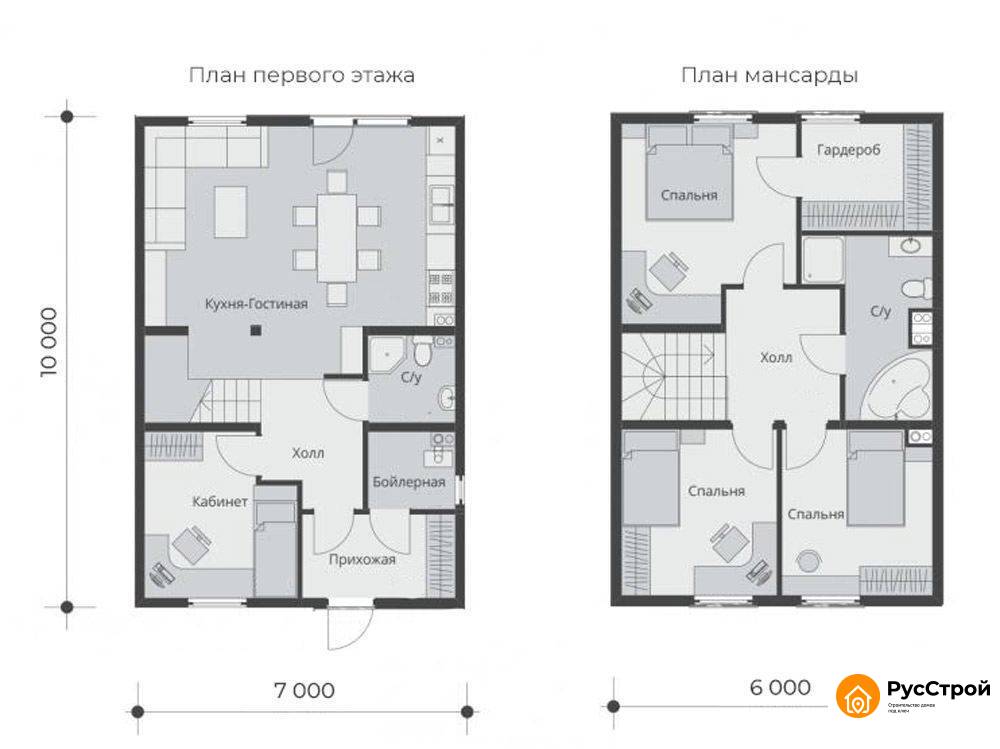 План первого этажа
План мансарды
Гардероб
Спальня
10 000
Кухня-Гостиная
С/у
С/у
Холл
Холл
Кабинет
Бойлерная
Прихожая
Спальня
Спальня
7 000
6 000
РусСтрой
Строительство домов
под ключ